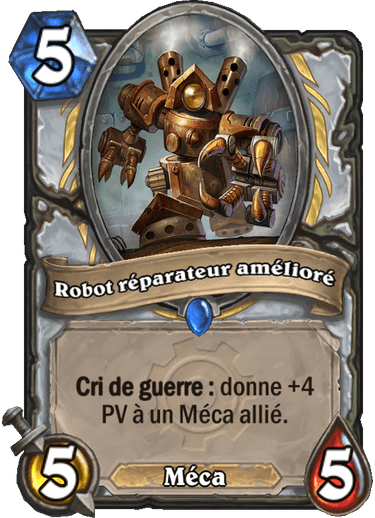 5
Robot réparateur amélioré
Cri de guerre : donne +4
PV à un Méca allié.
5
Méca
5